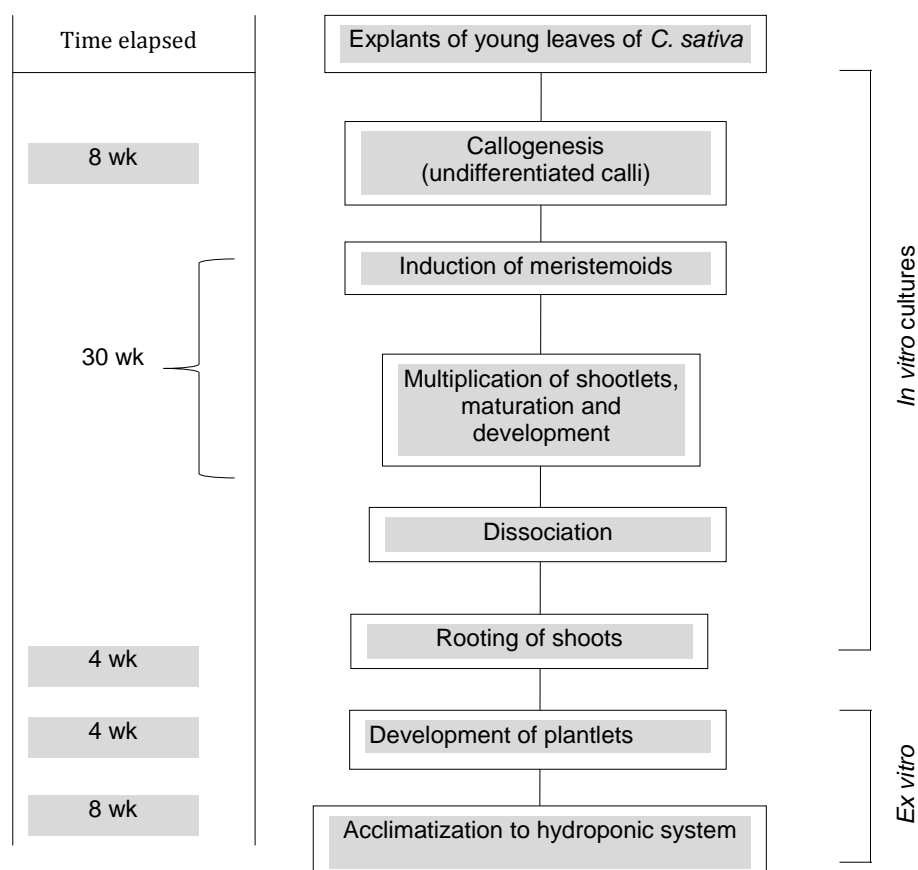 Time elapsed
Explants of young leaves of C. sativa
8 wk
Callogenesis
(undifferentiated calli)
Induction of meristemoids
30 wk
Multiplication of shootlets,
maturation and
development
Dissociation
Rooting of shoots
4 wk
4 wk
Development of plantlets
8 wk
Acclimatization to hydroponic system
In vitro cultures
Ex vitro